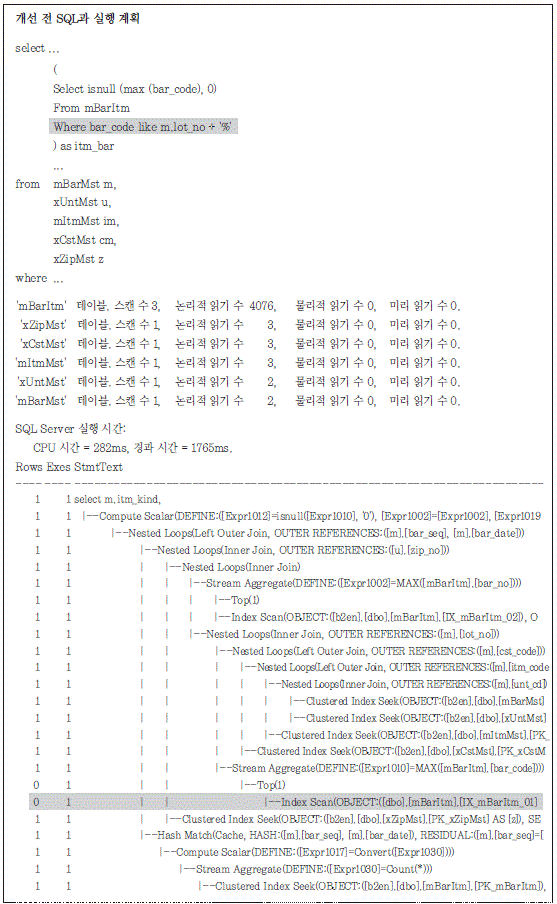 개선 전 SQL과 실행 계획
select ...
(
Select isnull (max (bar_code), 0)
From mBarItm
Where bar_code like m.lot_no + '%'
) as itm_bar
...
from mBarMst m,
xUntMst u,
mItmMst im,
xCstMst cm,
xZipMst z
where ...
'mBarItm' 테이블. 스캔 수 3, 논리적 읽기 수 4076, 물리적 읽기 수 0, 미리 읽기 수 0.
'xZipMst' 테이블. 스캔 수 1, 논리적 읽기 수 3, 물리적 읽기 수 0, 미리 읽기 수 0.
'xCstMst' 테이블. 스캔 수 1, 논리적 읽기 수 3, 물리적 읽기 수 0, 미리 읽기 수 0.
'mItmMst' 테이블. 스캔 수 1, 논리적 읽기 수 3, 물리적 읽기 수 0, 미리 읽기 수 0.
'xUntMst' 테이블. 스캔 수 1, 논리적 읽기 수 2, 물리적 읽기 수 0, 미리 읽기 수 0.
'mBarMst' 테이블. 스캔 수 1, 논리적 읽기 수 2, 물리적 읽기 수 0, 미리 읽기 수 0.
SQL Server 실행 시간:
CPU 시간 = 282ms, 경과 시간 = 1765ms.
Rows Exes StmtText
1 1 select m.itm_kind,
1 1 |--Compute Scalar(DEFINE:([Expr1012]=isnull([Expr1010], '0'), [Expr1002]=[Expr1002], [Expr1019
1 1 |--Nested Loops(Left Outer Join, OUTER REFERENCES:([m].[bar_seq], [m].[bar_date]))
1 1 |--Nested Loops(Inner Join, OUTER REFERENCES:([u].[zip_no]))
1 1 | |--Nested Loops(Inner Join)
1 1 | | |--Stream Aggregate(DEFINE:([Expr1002]=MAX([mBarItm].[bar_no])))
1 1 | | | |--Top(1)
1 1 | | | |--Index Scan(OBJECT:([b2en].[dbo].[mBarItm].[IX_mBarItm_02]), O
1 1 | | |--Nested Loops(Inner Join, OUTER REFERENCES:([m].[lot_no]))
1 1 | | | |--Nested Loops(Left Outer Join, OUTER REFERENCES:([m].[cst_code]))
1 1 | | | | |--Nested Loops(Left Outer Join, OUTER REFERENCES:([m].[itm_code
1 1 | | | | | |--Nested Loops(Inner Join, OUTER REFERENCES:([m].[unt_cd])
1 1 | | | | | | |--Clustered Index Seek(OBJECT:([b2en].[dbo].[mBarMst]
1 1 | | | | | | |--Clustered Index Seek(OBJECT:([b2en].[dbo].[xUntMst]
1 1 | | | | | |--Clustered Index Seek(OBJECT:([b2en].[dbo].[mItmMst].[PK_
1 1 | | | | |--Clustered Index Seek(OBJECT:([b2en].[dbo].[xCstMst].[PK_xCstM
1 1 | | | |--Stream Aggregate(DEFINE:([Expr1010]=MAX([mBarItm].[bar_code])))
0 1 | | |--Top(1)
0 1 | | |--Index Scan(OBJECT:([dbo].[mBarItm].[IX_mBarItm_01]
1 1 | |--Clustered Index Seek(OBJECT:([b2en].[dbo].[xZipMst].[PK_xZipMst] AS [z]), SE
1 1 |--Hash Match(Cache, HASH:([m].[bar_seq], [m].[bar_date]), RESIDUAL:([m].[bar_seq]=[
1 1 |--Compute Scalar(DEFINE:([Expr1017]=Convert([Expr1030])))
1 1 |--Stream Aggregate(DEFINE:([Expr1030]=Count(*)))
1 1 |--Clustered Index Seek(OBJECT:([b2en].[dbo].[mBarItm].[PK_mBarItm]),